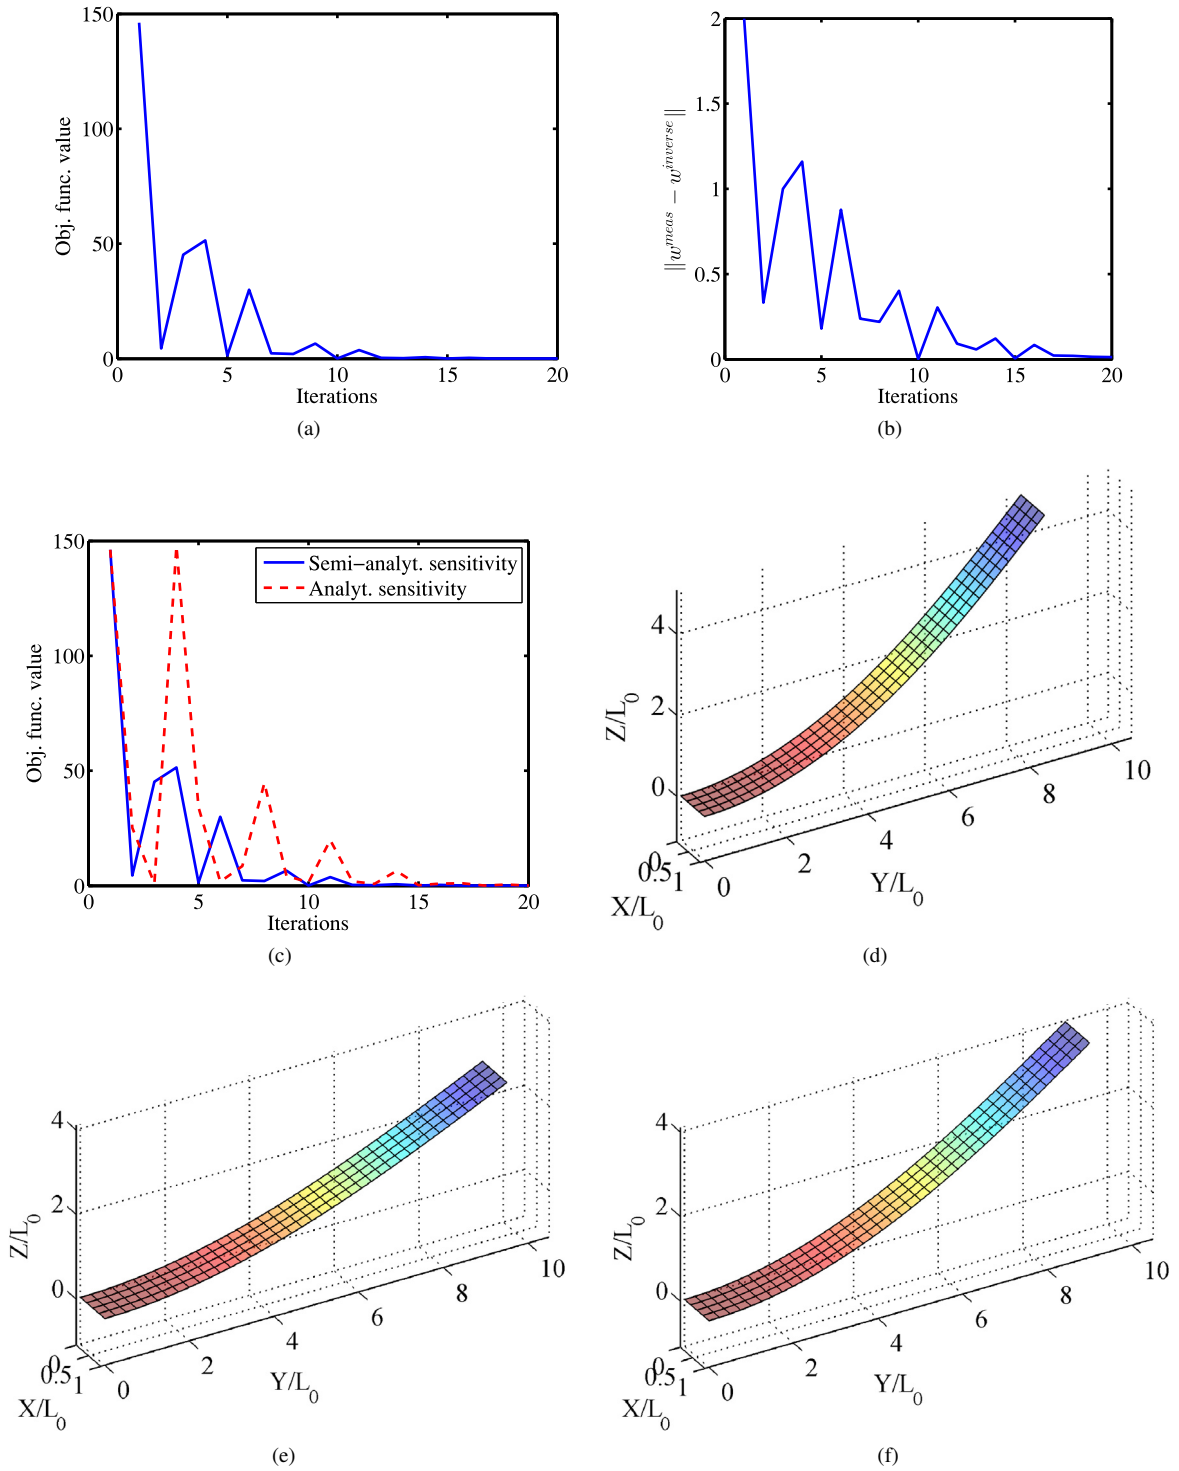 150
100
50
0
Obj. func. value
0 5 10 15 20
Iterations
(a)
2
1.5
1
0.5
0
||w^{meas} − w^{inverse}||
0 5 10 15 20
Iterations
(b)
150
100
50
0
Obj. func. value
Semi−analyt. sensitivity
Analyt. sensitivity
0 5 10 15 20
Iterations
(c)
4
2
0
Z/L0
0
0.5
1
X/L0
0 2 4 6 8 10
Y/L0
(d)
4
2
0
Z/L0
0
0.5
1
X/L0
0 2 4 6 8 10
Y/L0
(e)
4
2
0
Z/L0
0
0.5
1
X/L0
0 2 4 6 8 10
Y/L0
(f)